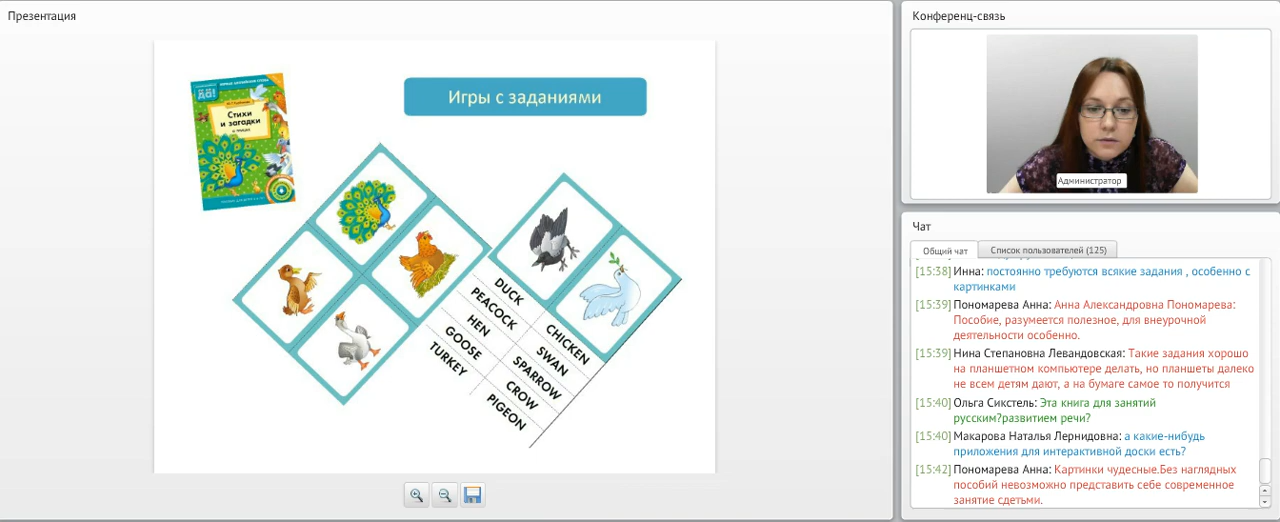 Презентация
Игры с заданиями
ДА!
Стихи
и загадки
о птицах
DUCK
PEACOCK
HEN
GOOSE
TURKEY
CHICKEN
SWAN
SPARROW
CROW
PIGEON
Конференц-связь
Администратор
Чат
Общий чат
Список пользователей (125)
[15:38] Инна: постоянно требуются всякие задания , особенно с
картинками
[15:39] Пономарева Анна: Анна Александровна Пономарева:
Пособие, разумеется полезное, для внеурочной
деятельности особенно.
[15:39] Нина Степановна Левандовская: Такие задания хорошо
на планшетном компьютере делать, но планшеты далеко
не всем детям дают, а на бумаге самое то получится
[15:40] Ольга Сикстель: Эта книга для занятий
русским?развитием речи?
[15:40] Макарова Наталья Лернидовна: а какие-нибудь
приложения для интерактивной доски есть?
[15:42] Пономарева Анна: Картинки чудесные.Без наглядных
пособий невозможно представить себе современное
занятие сдетьми.